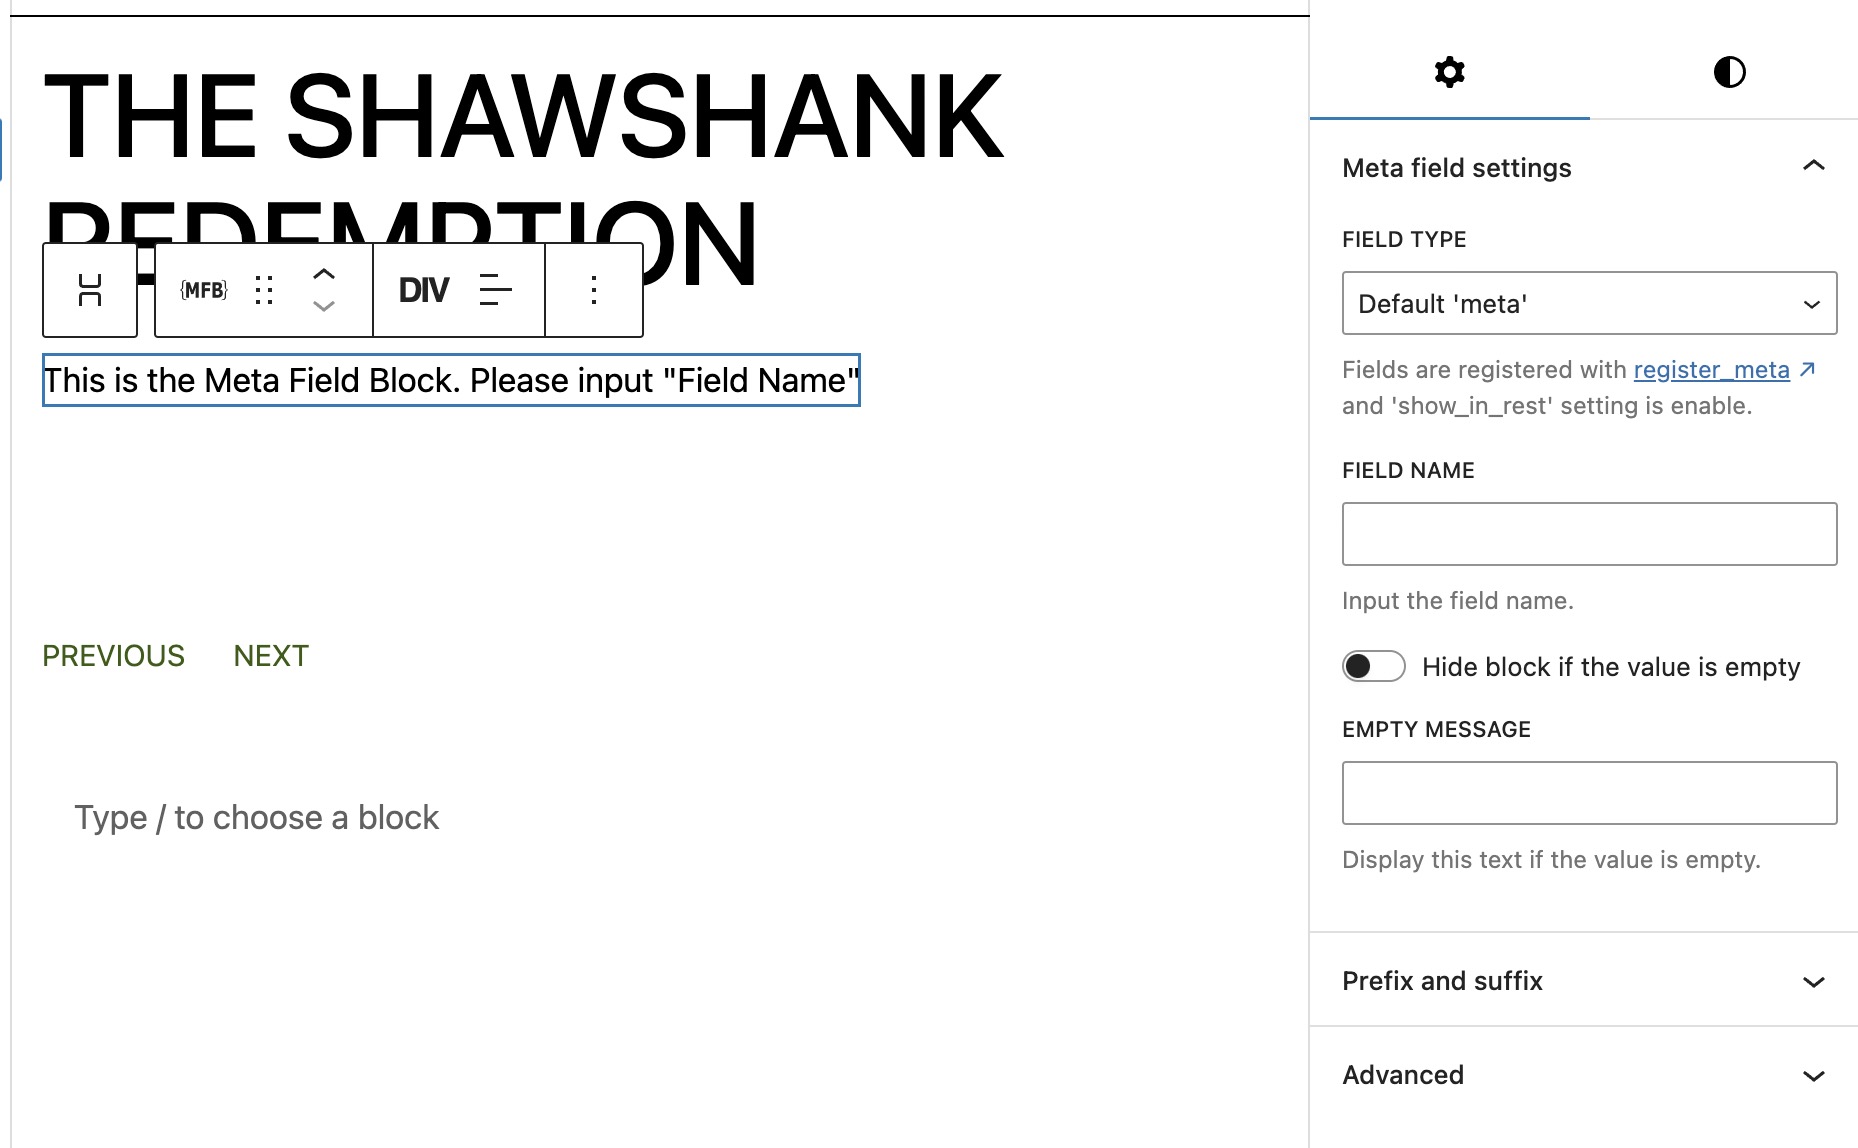 THE SHAWSHANK
REDEMPTION
{MFB}
DIV
This is the Meta Field Block. Please input "Field Name"
PREVIOUS NEXT
Type / to choose a block
Meta field settings
FIELD TYPE
Default 'meta'
Fields are registered with register_meta ↗
and 'show_in_rest' setting is enable.
FIELD NAME
Input the field name.
Hide block if the value is empty
EMPTY MESSAGE
Display this text if the value is empty.
Prefix and suffix
Advanced